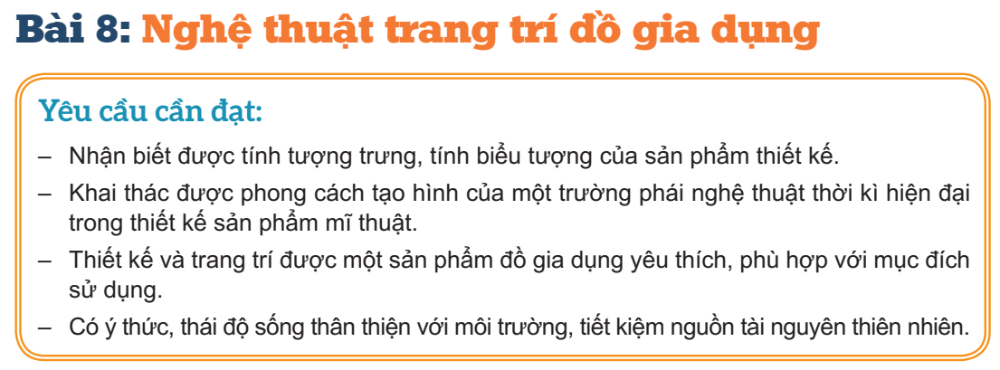 Bài 8: Nghệ thuật trang trí đồ gia dụng
Yêu cầu cần đạt:
– Nhận biết được tính tượng trưng, tính biểu tượng của sản phẩm thiết kế.
– Khai thác được phong cách tạo hình của một trường phái nghệ thuật thời kì hiện đại
trong thiết kế sản phẩm mĩ thuật.
– Thiết kế và trang trí được một sản phẩm đồ gia dụng yêu thích, phù hợp với mục đích
sử dụng.
– Có ý thức, thái độ sống thân thiện với môi trường, tiết kiệm nguồn tài nguyên thiên nhiên.